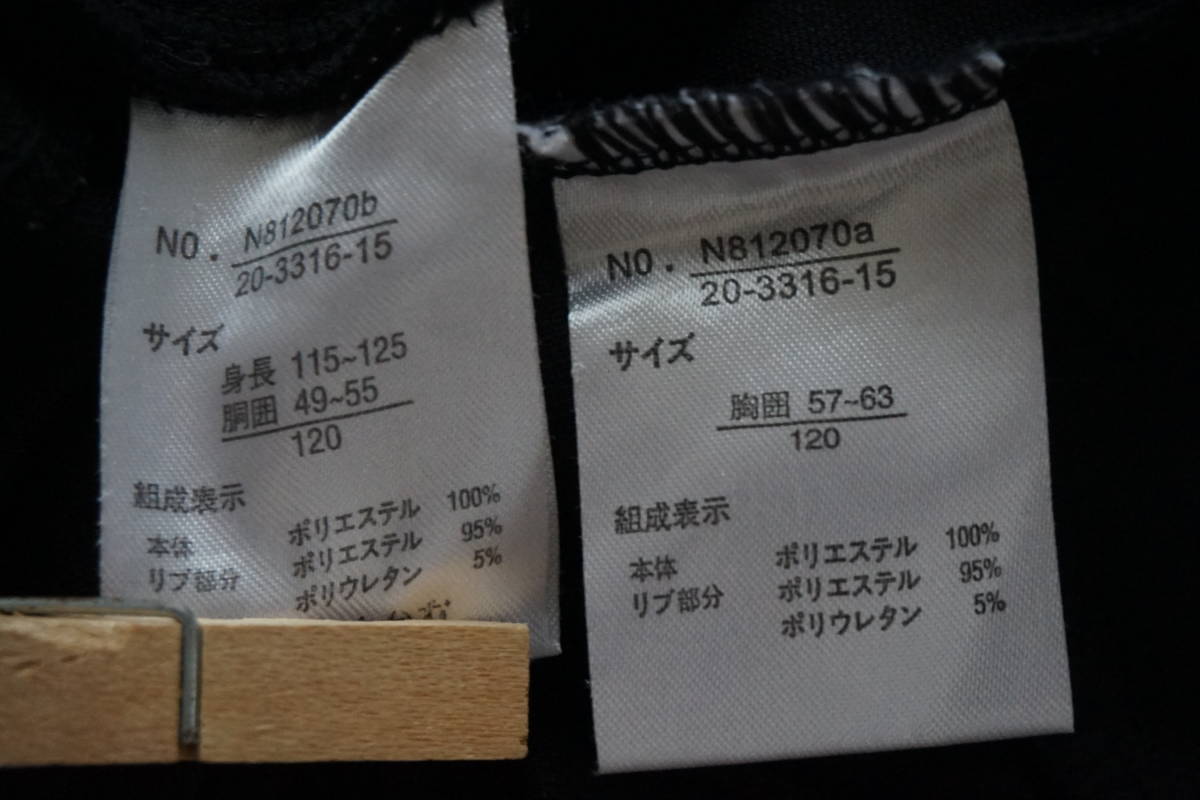 NO. N812070b
20-3316-15
サイズ
身長 115~125
胴囲 49~55
120
組成表示
本体 ポリエステル 100%
リブ部分 ポリエステル 95%
ポリウレタン 5%
NO. N812070a
20-3316-15
サイズ
胸囲 57~63
120
組成表示
本体 ポリエステル 100%
リブ部分 ポリエステル 95%
ポリウレタン 5%